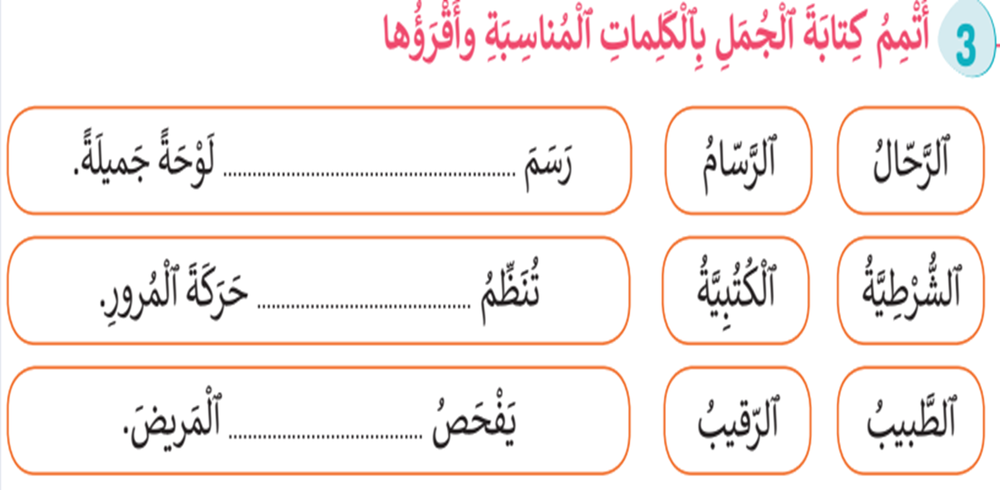 3 أَتْمِمُ كِتابَةَ ٱلْجُمَلِ بِٱلْكَلِماتِ ٱلْمُناسِبَةِ وأَقْرَؤُها
ٱلرَّحّالُ ٱلرَّسّامُ رَسَمَ ........................ لَوْحَةً جَميلَةً.
ٱلشُّرْطِيَّةُ ٱلْكُتُبِيَّةُ تُنَظِّمُ ........................ حَرَكَةَ ٱلْمُرورِ.
ٱلطَّبيبُ ٱلرّقيبُ يَفْحَصُ ........................ ٱلْمَريضَ.